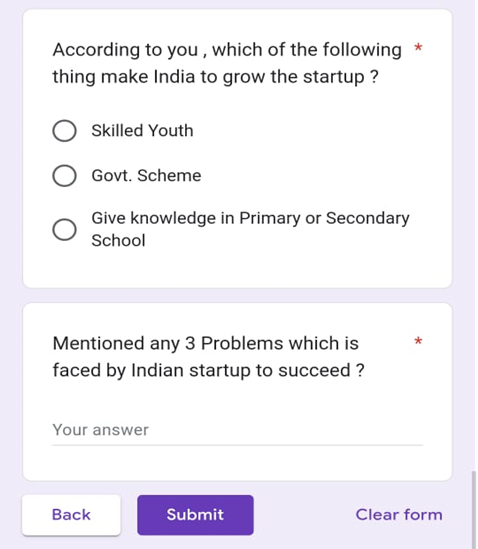 According to you , which of the following *
thing make India to grow the startup ?
Skilled Youth
Govt. Scheme
Give knowledge in Primary or Secondary
School
Mentioned any 3 Problems which is *
faced by Indian startup to succeed ?
Your answer
Back Submit Clear form